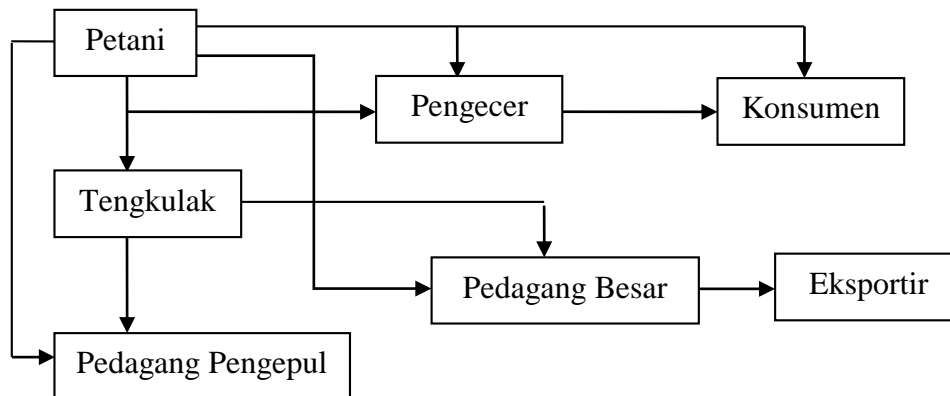 Petani
Pengecer
Konsumen
Tengkulak
Pedagang Besar
Eksportir
Pedagang Pengepul